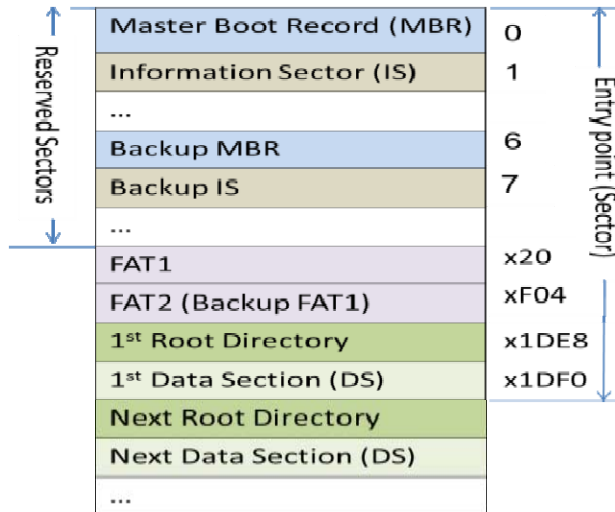 Reserved Sectors
Master Boot Record (MBR) 0
Information Sector (IS) 1
...
Backup MBR 6
Backup IS 7
...
FAT1 x20
FAT2 (Backup FAT1) xF04
1st Root Directory x1DE8
1st Data Section (DS) x1DF0
Next Root Directory
Next Data Section (DS)
...
Entry point (Sector)